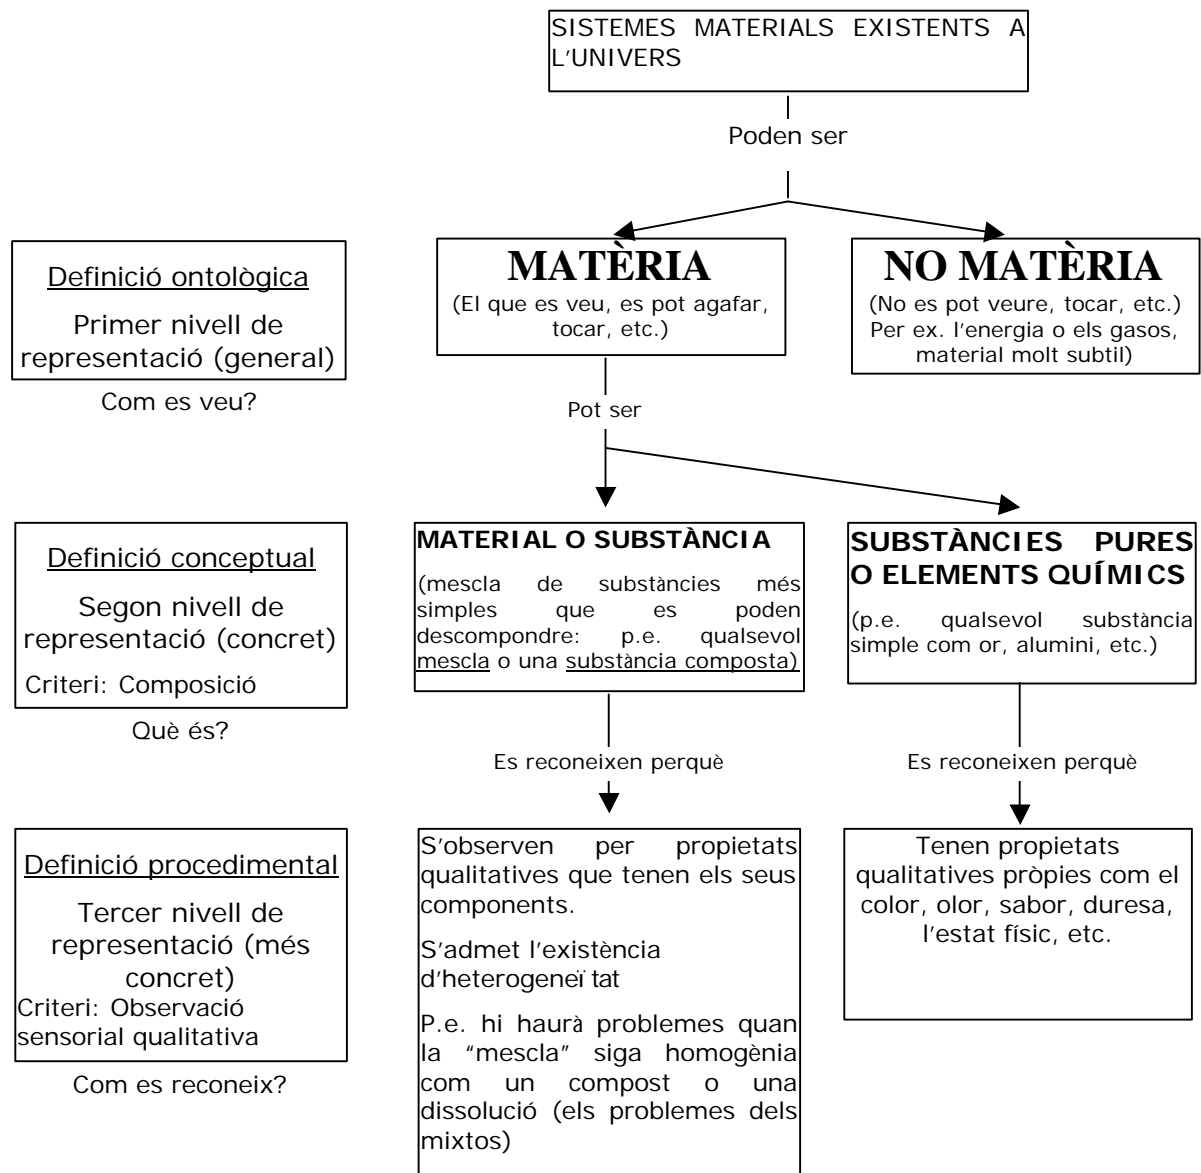 SISTEMES MATERIALS EXISTENTS A
L'UNIVERS
Poden ser
Definició ontològica
Primer nivell de
representació (general)
Com es veu?
MATÈRIA
(El que es veu, es pot agafar,
tocar, etc.)
NO MATÈRIA
(No es pot veure, tocar, etc.)
Per ex. l'energia o els gasos,
material molt subtil)
Pot ser
Definició conceptual
Segon nivell de
representació (concret)
Criteri: Composició
Què és?
MATERIAL O SUBSTÀNCIA
(mescla de substàncies més
simples que es poden
descompondre: p.e. qualsevol
mescla o una substància composta)
SUBSTÀNCIES PURES
O ELEMENTS QUÍMICS
(p.e. qualsevol substància
simple com or, alumini, etc.)
Es reconeixen perquè
Es reconeixen perquè
Definició procedimental
Tercer nivell de
representació (més
concret)
Criteri: Observació
sensorial qualitativa
Com es reconeix?
S'observen per propietats
qualitatives que tenen els seus
components.
S'admet l'existència
d'heterogeneï tat
P.e. hi haurà problemes quan
la “mescla” siga homogènia
com un compost o una
dissolució (els problemes dels
mixtos)
Tenen propietats
qualitatives pròpies com el
color, olor, sabor, duresa,
l'estat físic, etc.